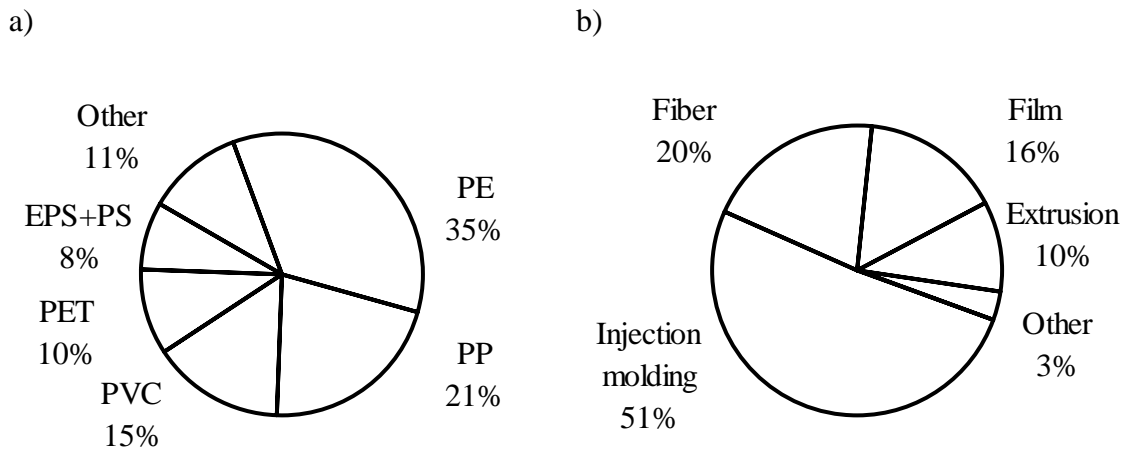 a)
Other
11%
PE
35%
EPS+PS
8%
PET
10%
PVC
15%
PP
21%
b)
Fiber
20%
Film
16%
Extrusion
10%
Other
3%
Injection
molding
51%